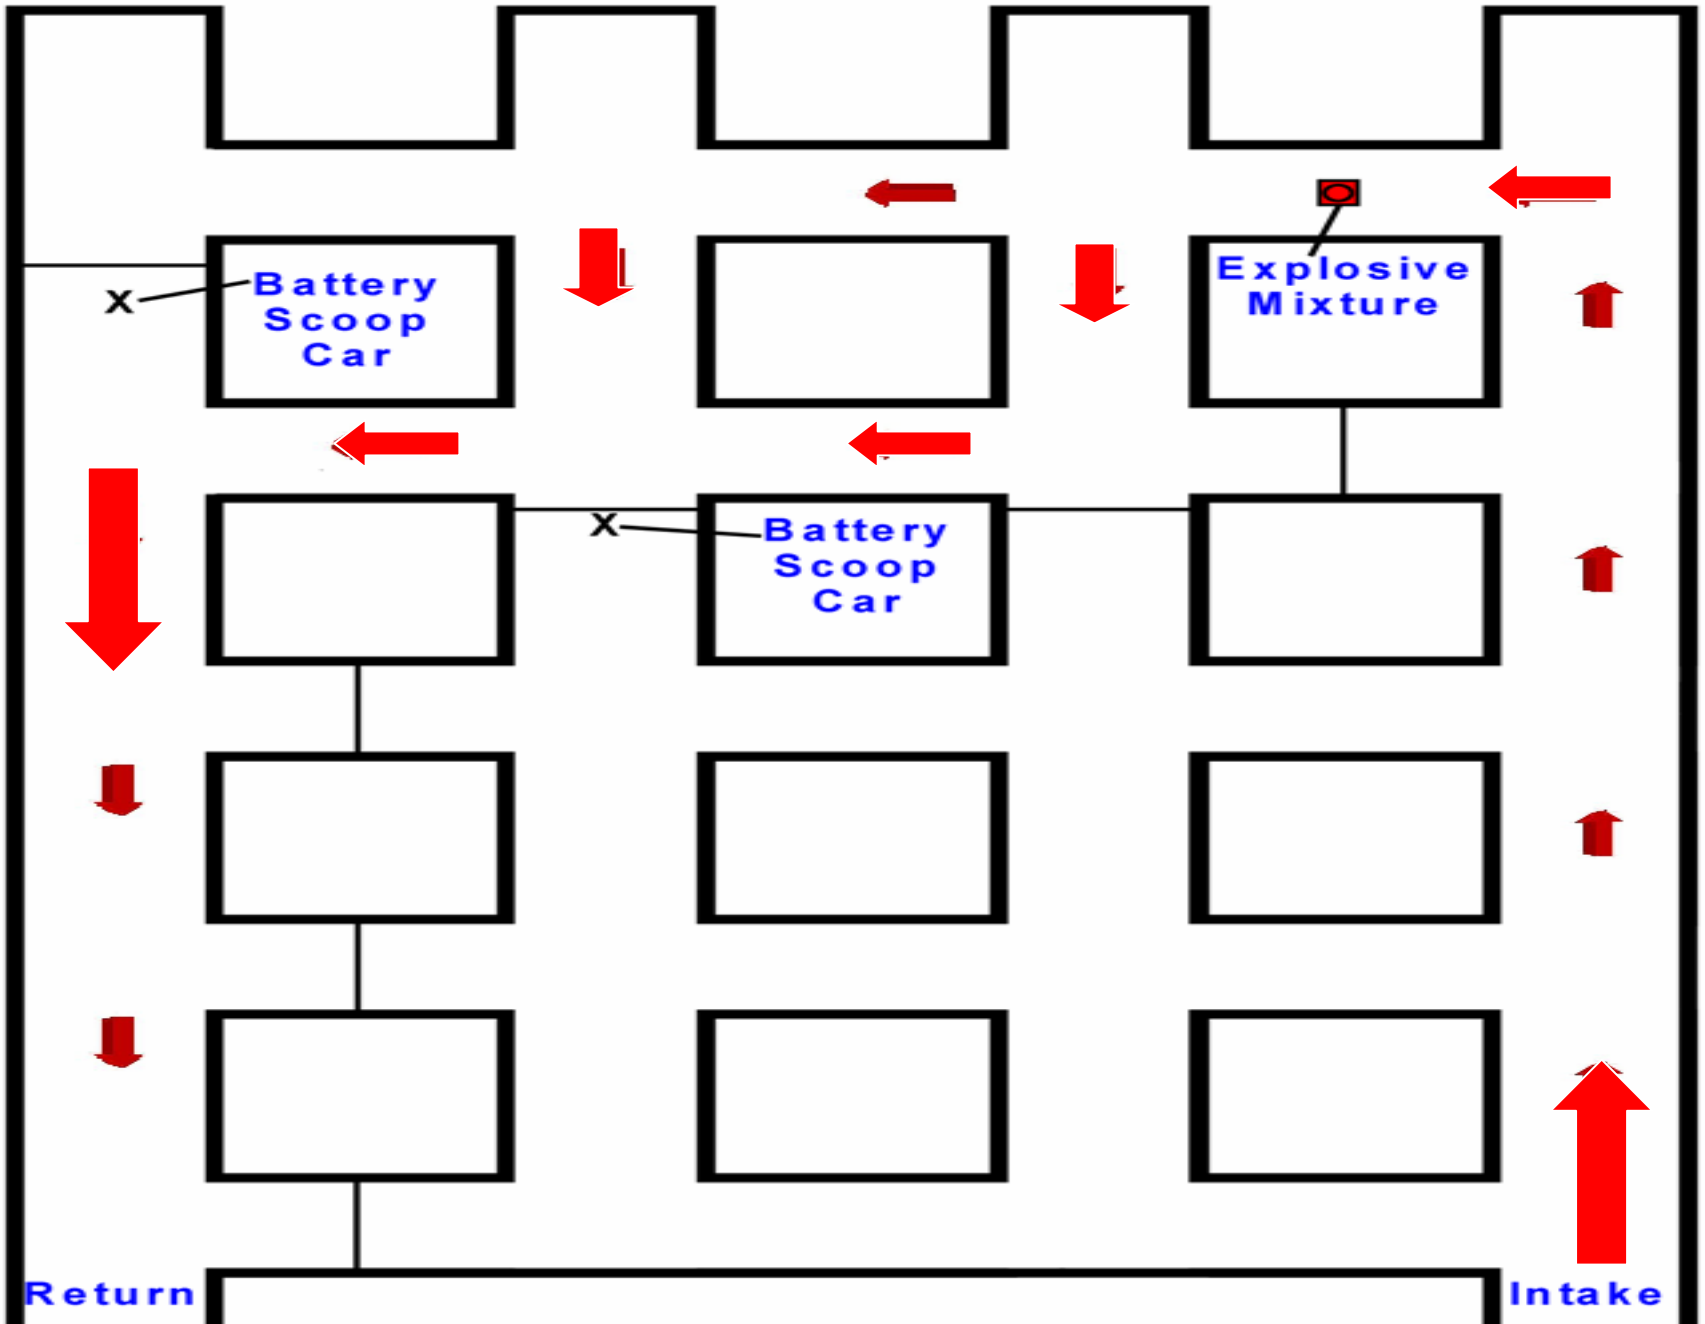 Explosive
Mixture
Battery
Scoop
Car
X
X
Battery
Scoop
Car
Return
Intake